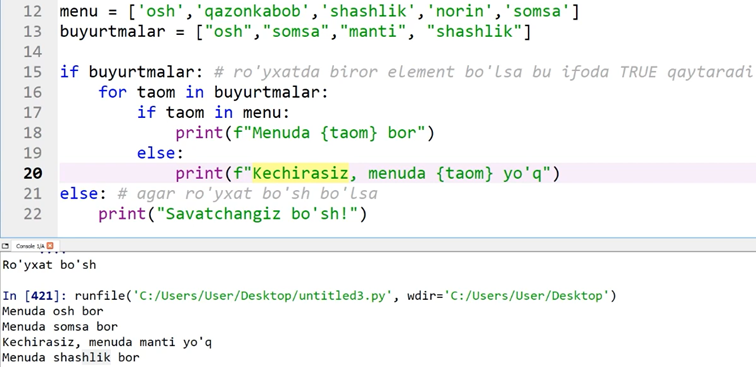 12 menu = ['osh','qazonkabob','shashlik','norin','somsa']
13 buyurtmalar = ["osh","somsa","manti", "shashlik"]
14
15 if buyurtmalar: # ro'yxatda biror element bo'lsa bu ifoda TRUE qaytaradi
16     for taom in buyurtmalar:
17         if taom in menu:
18             print(f"Menuda {taom} bor")
19         else:
20             print(f"Kechirasiz, menuda {taom} yo'q")
21 else: # agar ro'yxat bo'sh bo'lsa
22     print("Savatchangiz bo'sh!")
Console 1/A
Ro'yxat bo'sh
In [421]: runfile('C:/Users/User/Desktop/untitled3.py', wdir='C:/Users/User/Desktop')
Menuda osh bor
Menuda somsa bor
Kechirasiz, menuda manti yo'q
Menuda shashlik bor